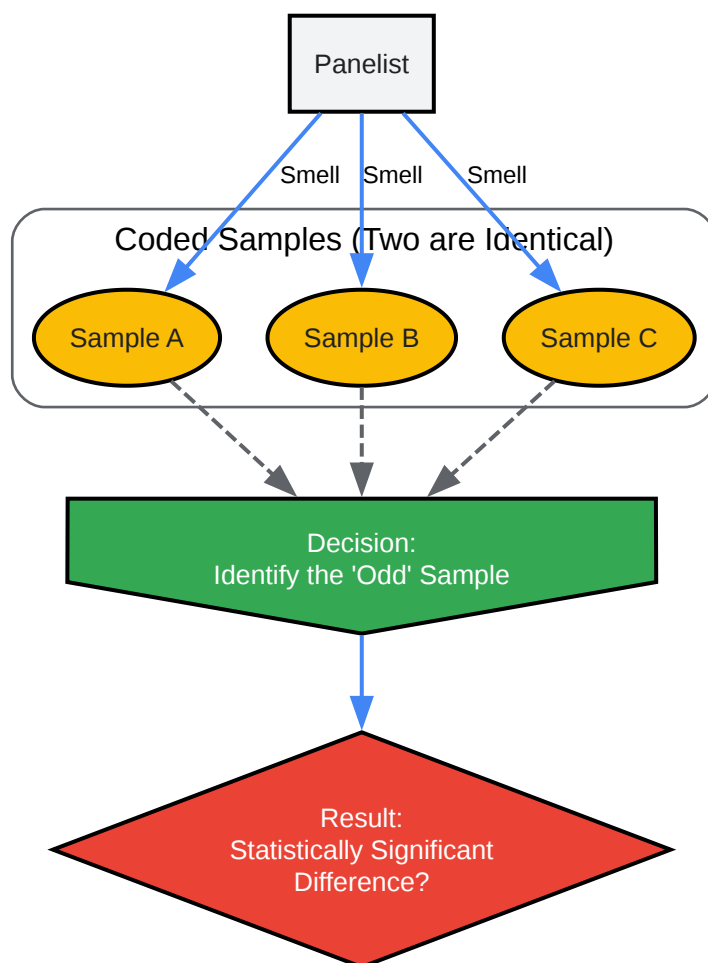 Panelist
Smell Smell Smell
Coded Samples (Two are Identical)
Sample A Sample B Sample C
Decision:
Identify the 'Odd' Sample
Result:
Statistically Significant
Difference?